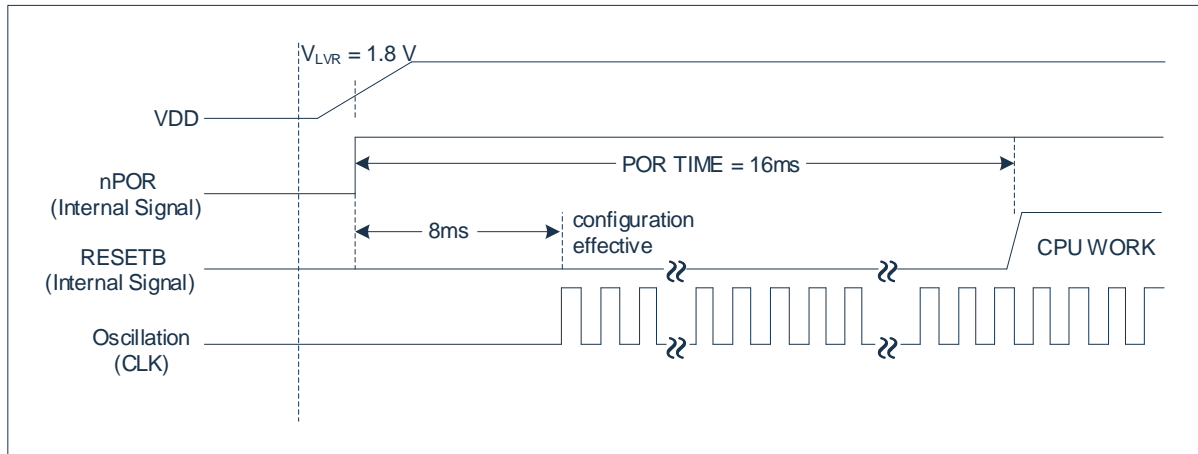 V_LVR = 1.8 V
VDD
POR TIME = 16ms
nPOR
(Internal Signal)
8ms
configuration
effective
RESETB
(Internal Signal)
CPU WORK
Oscillation
(CLK)